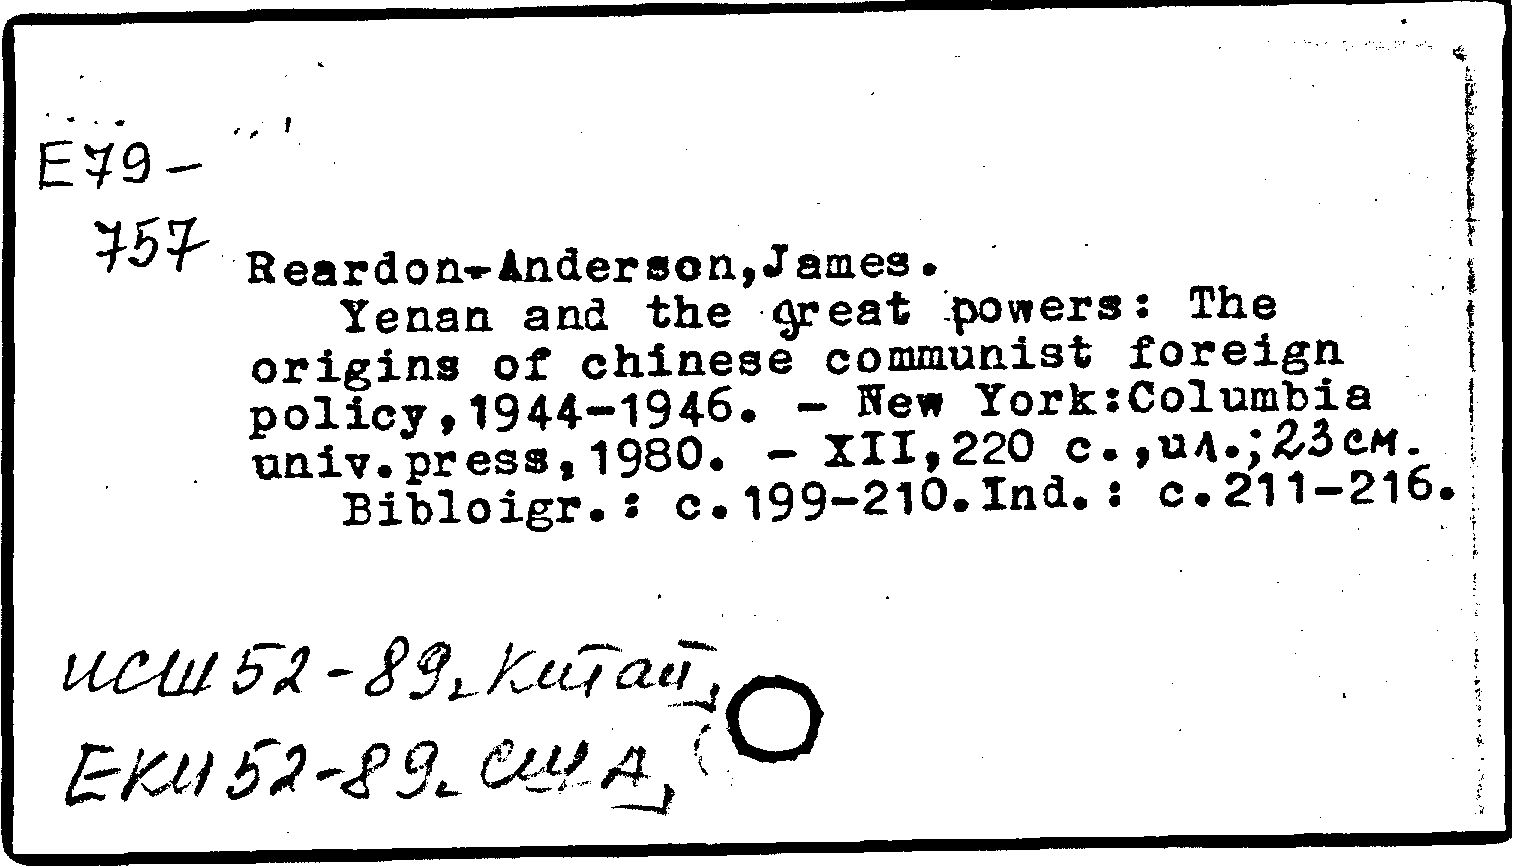 E79-
757
Reardon-Anderson,James.
Yenan and the great powers: The
origins of chinese communist foreign
policy,1944-1946. - New York:Columbia
univ.press,1980. - XII,220 с.,ил.;23см.
Bibloigr.: c.199-210.Ind.: c.211-216.
ИСШ 52-89. Китай,
ЕКИ 52-89. США,